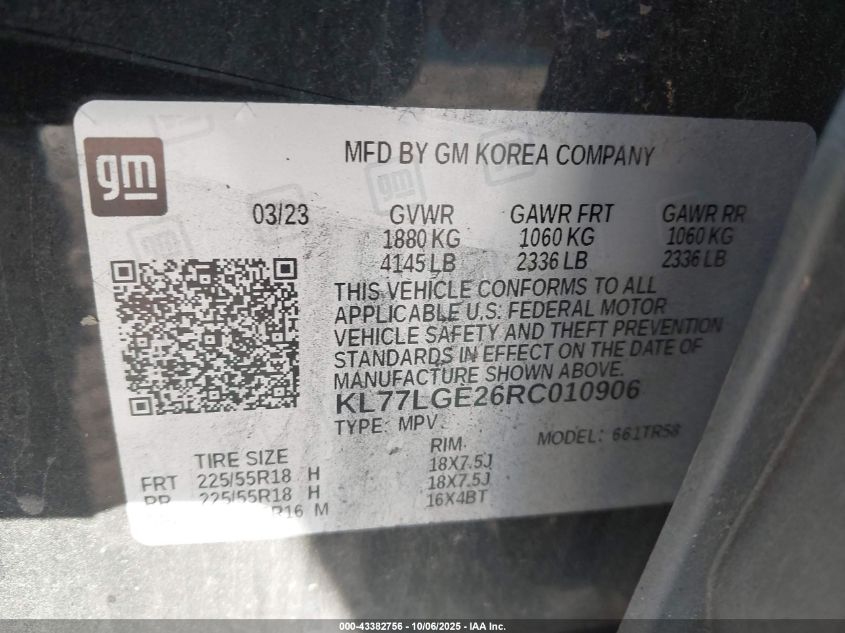 gm
MFD BY GM KOREA COMPANY
03/23
GVWR GAWR FRT GAWR RR
1880 KG 1060 KG 1060 KG
4145 LB 2336 LB 2336 LB
THIS VEHICLE CONFORMS TO ALL
APPLICABLE U.S. FEDERAL MOTOR
VEHICLE SAFETY AND THEFT PREVENTION
STANDARDS IN EFFECT ON THE DATE OF
MANUFACTURE SHOWN ABOVE.
KL77LGE26RC010906
TYPE: MPV MODEL: 661TR58
TIRE SIZE RIM
FRT 225/55R18 H 18X7.5J
RR 225/55R18 H 18X7.5J
R16 M 16X4BT
000-43382756 - 10/06/2025 - IAA Inc.